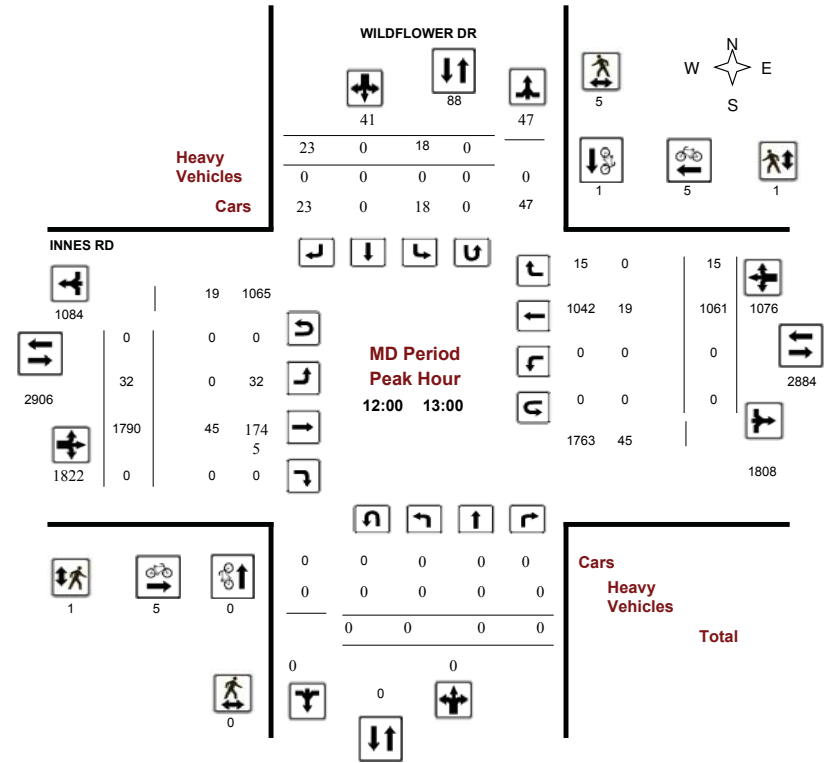 WILDFLOWER DR
N
W E
S
88
5
41 47
23 0 18 0
Heavy
Vehicles
0 0 0 0 0
1 5 1
Cars 23 0 18 0 47
INNES RD
15 0 15
19 1065
1084
1042 19 1061 1076
0 0 0
MD Period
Peak Hour
12:00 13:00
0 0 0
32 0 32
2906
2884
0 0 0
1790 45 174
5
1763 45
1822 0 0 0
1808
0 0 0 0 0
Cars
0 0 0 0 0
Heavy
Vehicles
1 5 0
0 0 0 0
Total
0 0
0
0